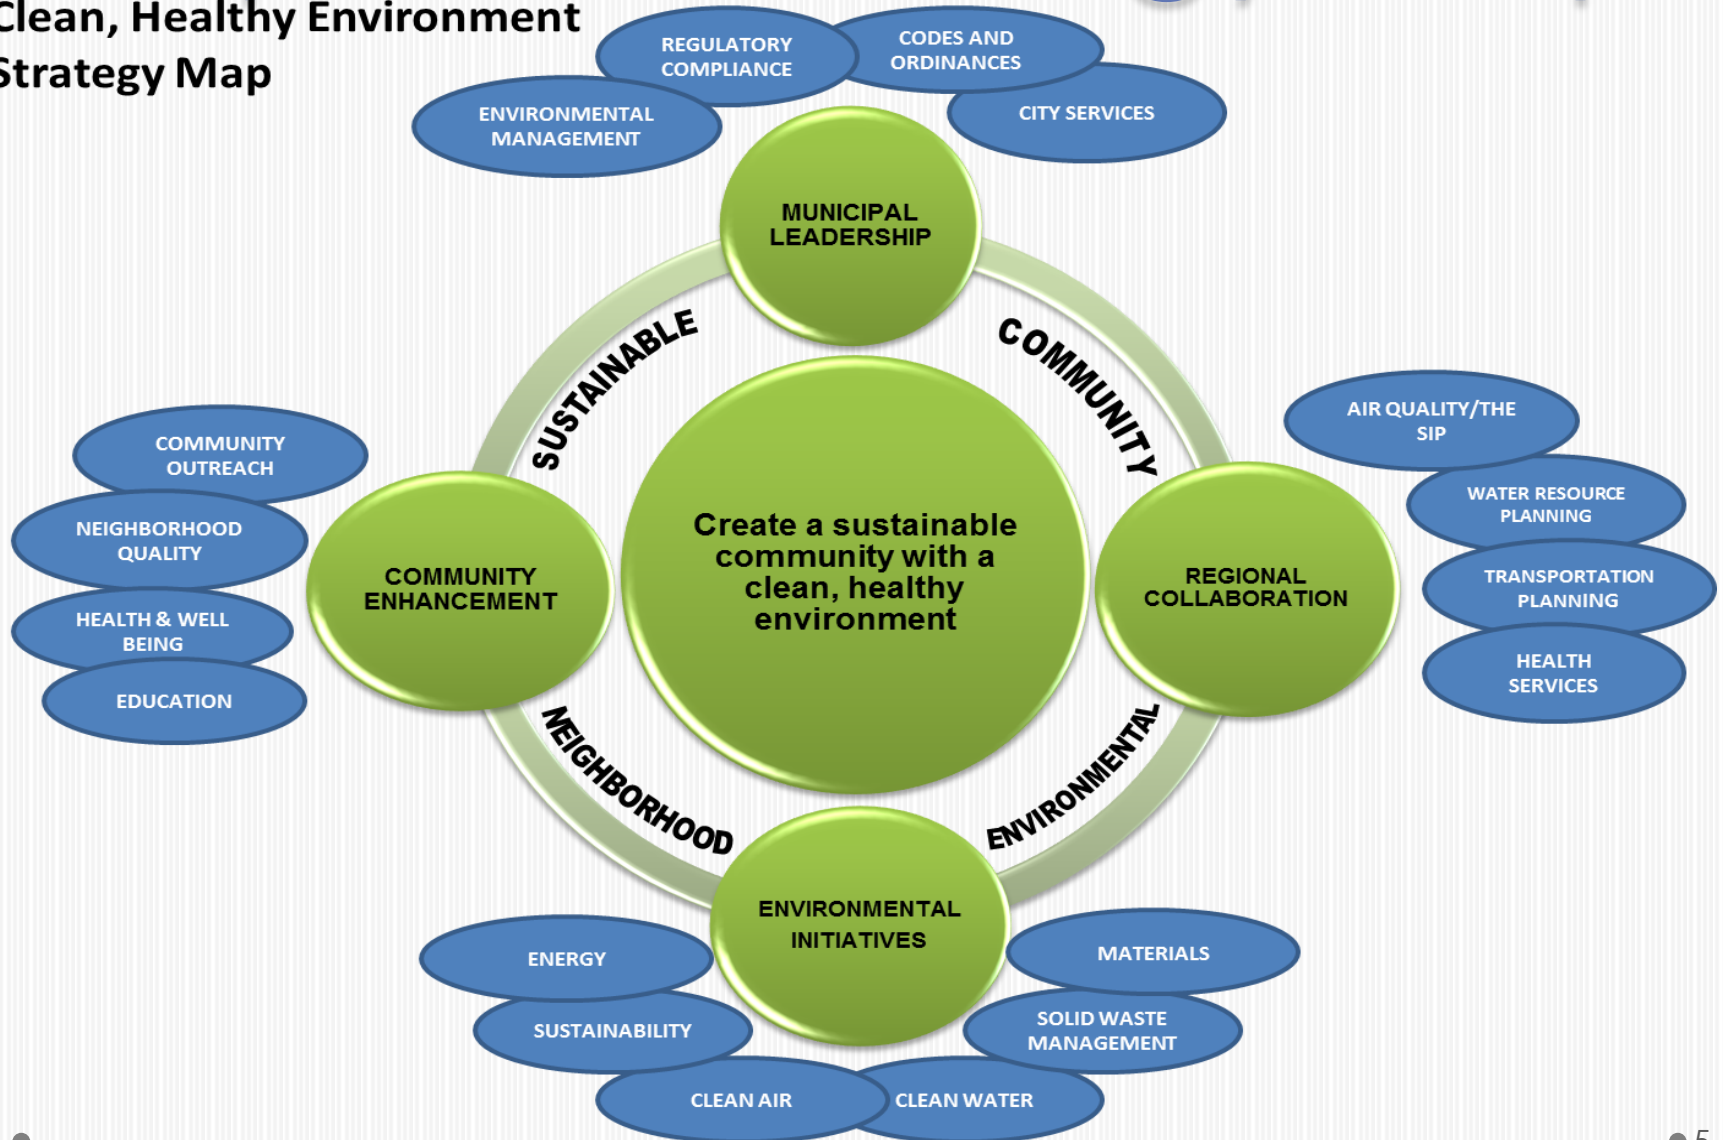 Clean, Healthy Environment
Strategy Map
REGULATORY
COMPLIANCE
CODES AND
ORDINANCES
ENVIRONMENTAL
MANAGEMENT
CITY SERVICES
MUNICIPAL
LEADERSHIP
SUSTAINABLE
COMMUNITY
COMMUNITY
OUTREACH
NEIGHBORHOOD
QUALITY
HEALTH & WELL
BEING
EDUCATION
COMMUNITY
ENHANCEMENT
Create a sustainable
community with a
clean, healthy
environment
REGIONAL
COLLABORATION
AIR QUALITY/THE
SIP
WATER RESOURCE
PLANNING
TRANSPORTATION
PLANNING
HEALTH
SERVICES
NEIGHBORHOOD
ENVIRONMENTAL
ENVIRONMENTAL
INITIATIVES
ENERGY
SUSTAINABILITY
CLEAN AIR
CLEAN WATER
MATERIALS
SOLID WASTE
MANAGEMENT
5